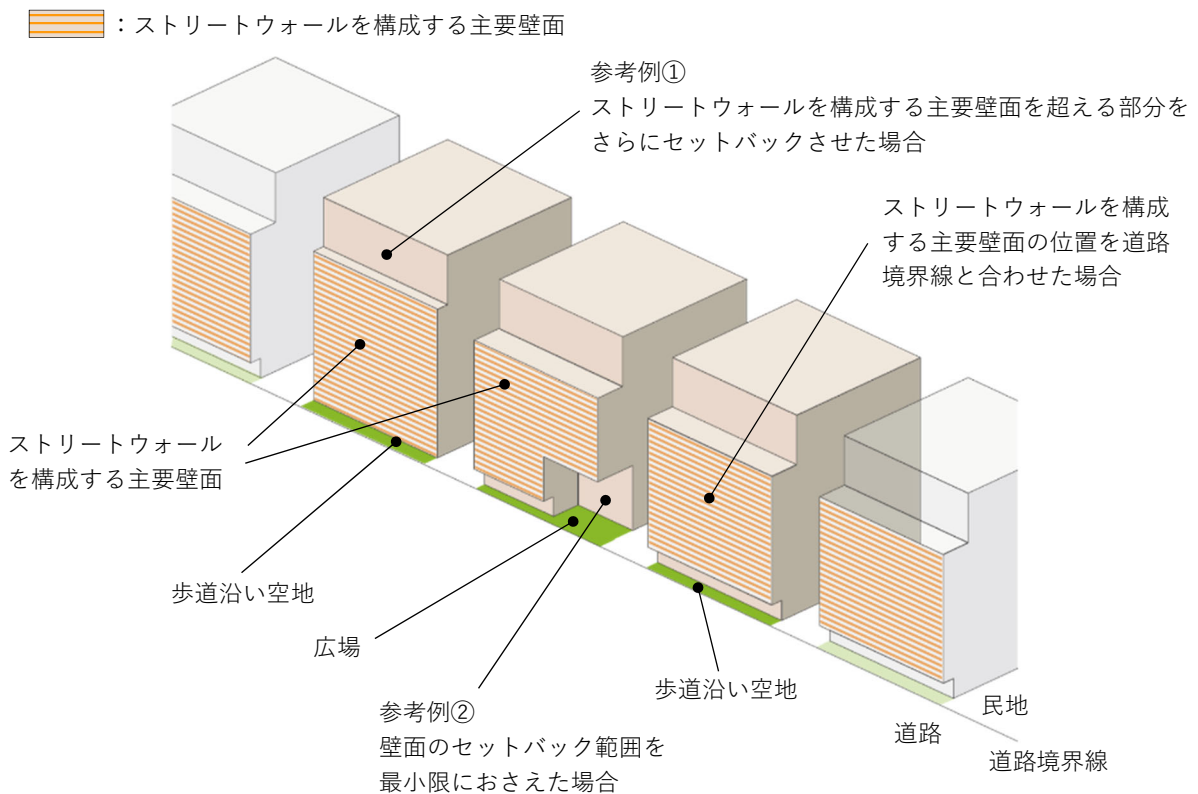 ：ストリートウォールを構成する主要壁面
参考例①
ストリートウォールを構成する主要壁面を超える部分を
さらにセットバックさせた場合
ストリートウォールを構成
する主要壁面の位置を道路
境界線と合わせた場合
ストリートウォール
を構成する主要壁面
歩道沿い空地
広場
参考例②
壁面のセットバック範囲を
最小限におさえた場合
歩道沿い空地
民地
道路
道路境界線